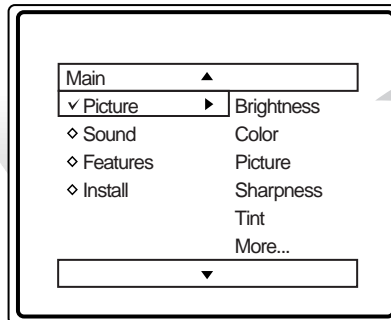 Main
✓ Picture ▶ Brightness
◇ Sound Color
◇ Features Picture
◇ Install Sharpness
Tint
More...